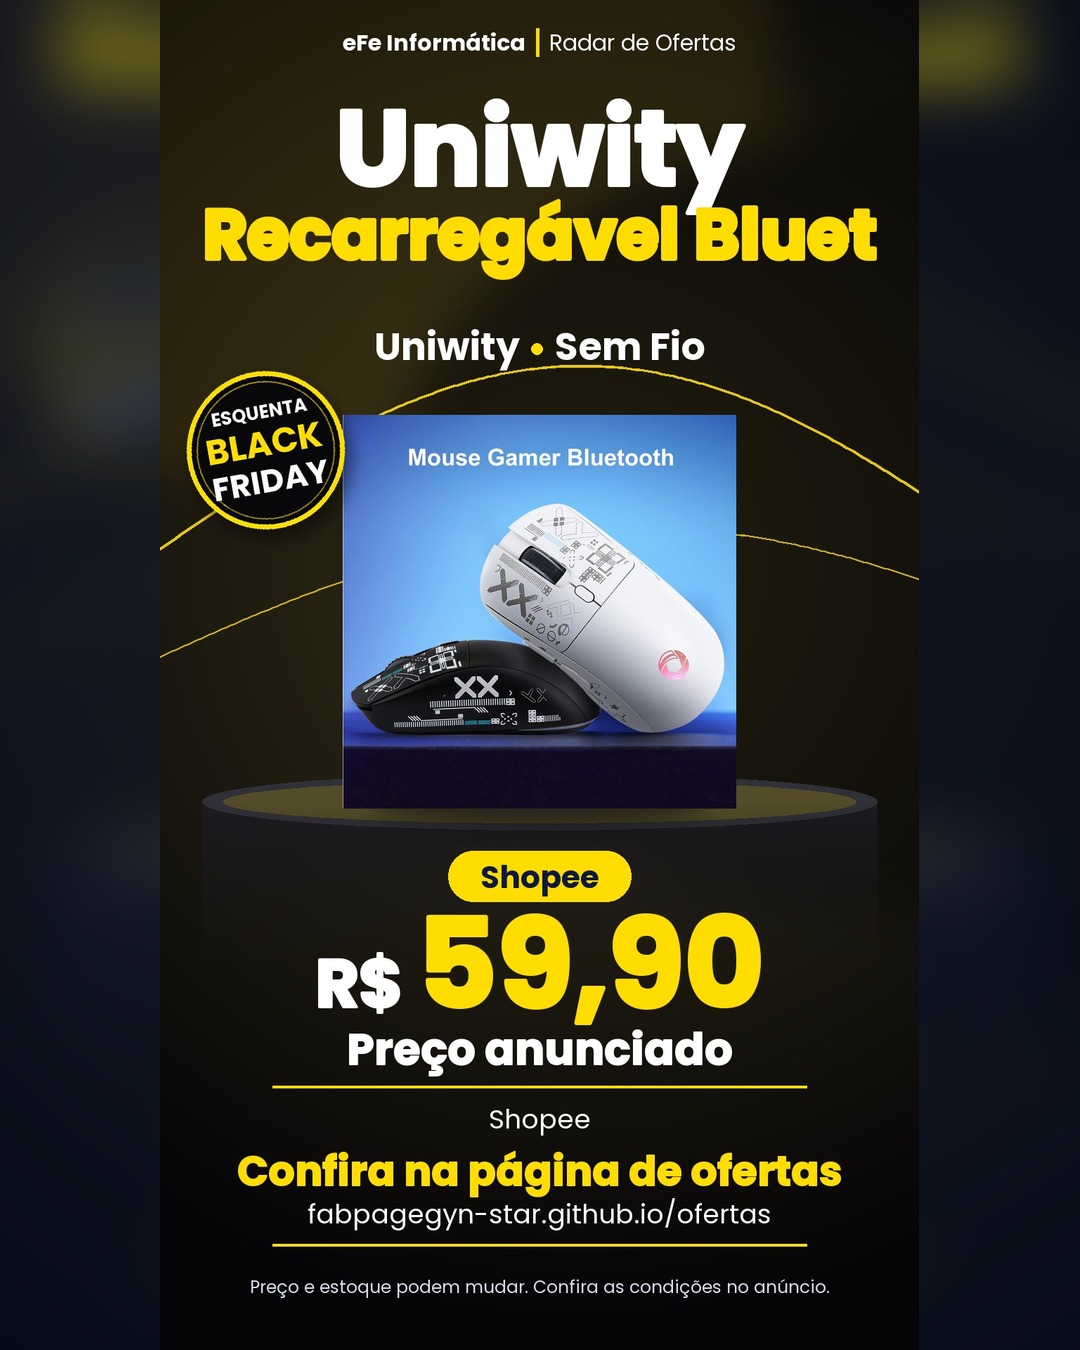 eFe Informática | Radar de Ofertas
Uniwity
Recarregável Bluet
Uniwity • Sem Fio
ESQUENTA
BLACK
FRIDAY
Mouse Gamer Bluetooth
XX
XX
Shopee
R$ 59,90
Preço anunciado
Shopee
Confira na página de ofertas
fabpagegyn-star.github.io/ofertas
Preço e estoque podem mudar. Confira as condições no anúncio.